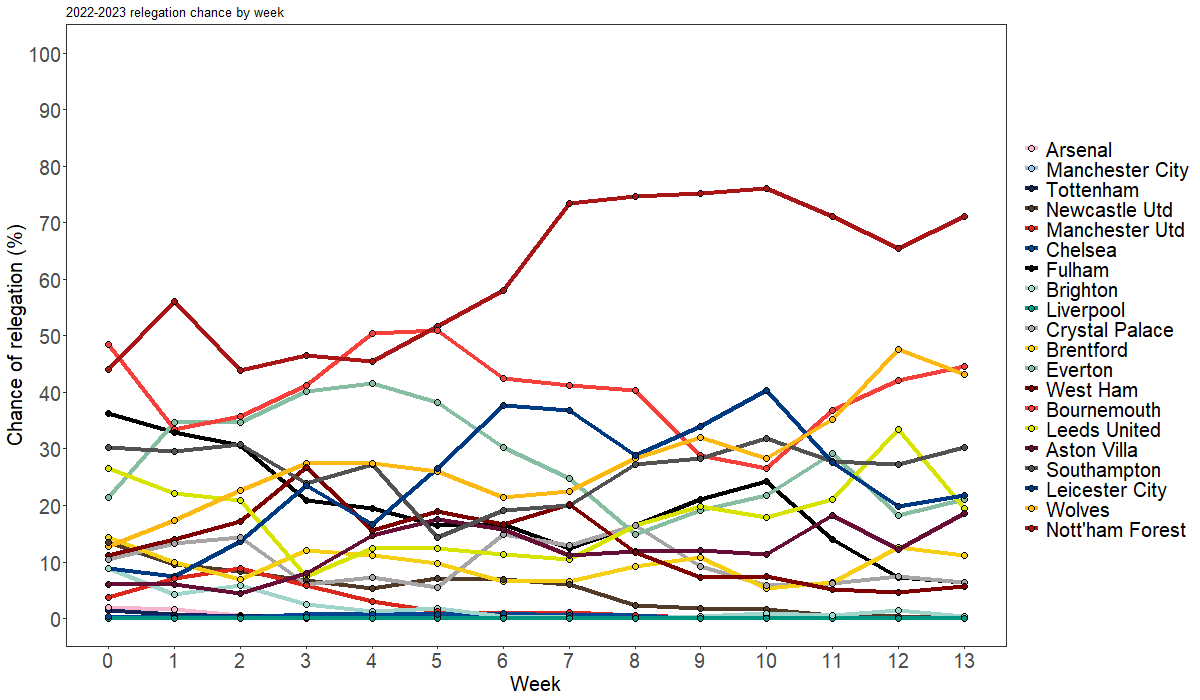 2022-2023 relegation chance by week
Chance of relegation (%)
100
90
80
70
60
50
40
30
20
10
0
0 1 2 3 4 5 6 7 8 9 10 11 12 13
Week
Arsenal
Manchester City
Tottenham
Newcastle Utd
Manchester Utd
Chelsea
Fulham
Brighton
Liverpool
Crystal Palace
Brentford
Everton
West Ham
Bournemouth
Leeds United
Aston Villa
Southampton
Leicester City
Wolves
Nott'ham Forest